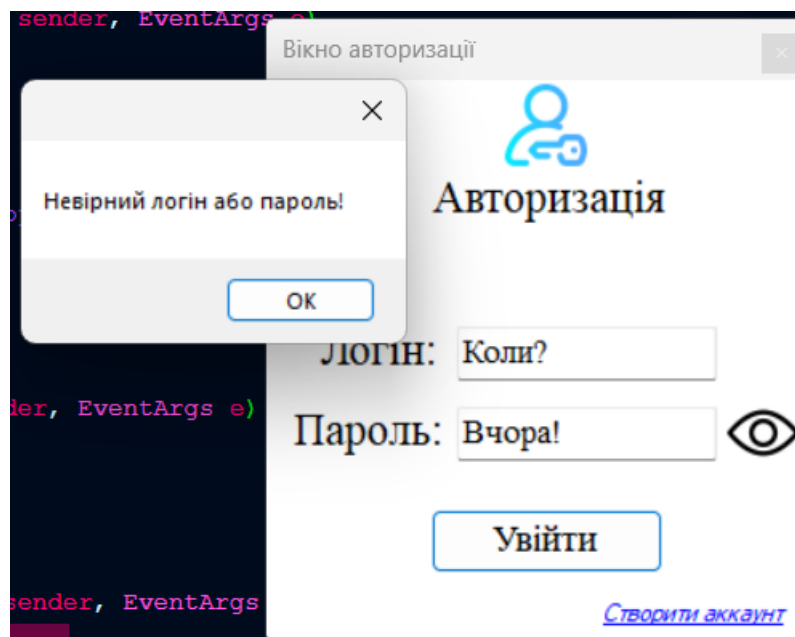 sender, EventArgs e)
Вікно авторизації
Невірний логін або пароль!
OK
Авторизація
Логін: Коли?
Пароль: Вчора!
Увійти
Створити аккаунт
der, EventArgs e)
sender, EventArgs